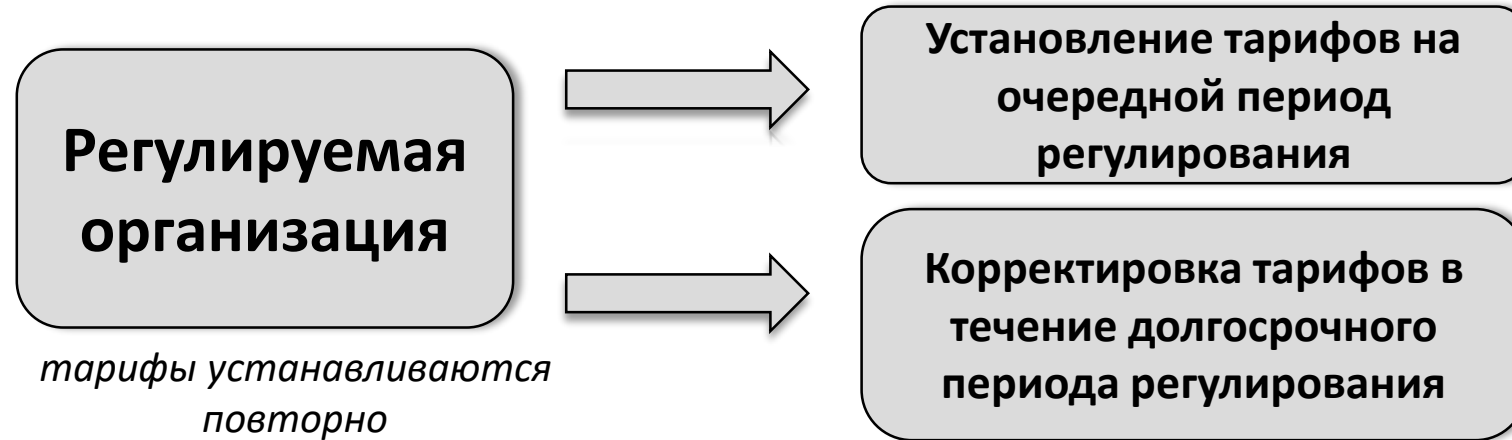 Регулируемая
организация
тарифы устанавливаются
повторно
Установление тарифов на
очередной период
регулирования
Корректировка тарифов в
течение долгосрочного
периода регулирования